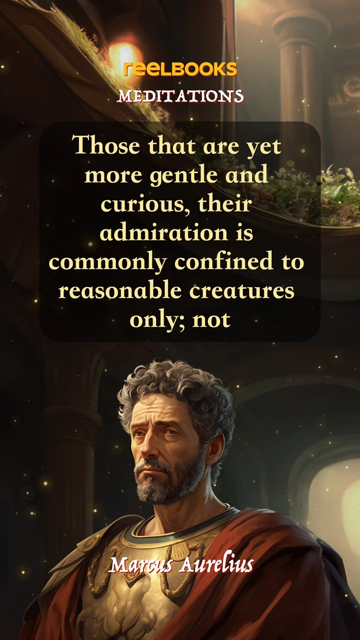 reelbooks
MEDITATIONS
Those that are yet
more gentle and
curious, their
admiration is
commonly confined to
reasonable creatures
only; not
Marcus Aurelius